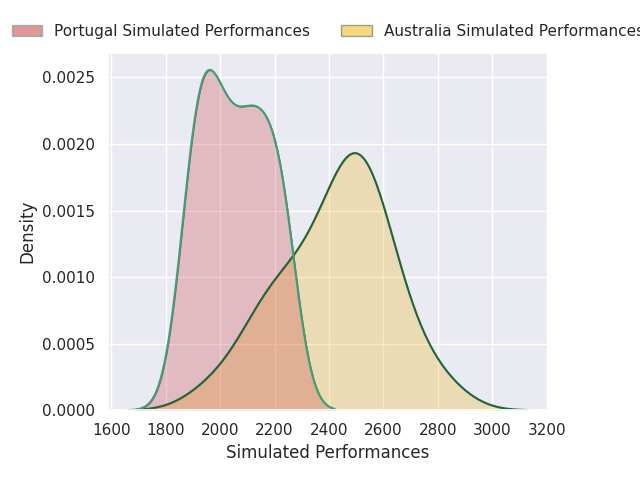 Portugal Simulated Performances Australia Simulated Performances
0.0025
0.0020
0.0015
0.0010
0.0005
0.0000
Density
1600 1800 2000 2200 2400 2600 2800 3000 3200
Simulated Performances